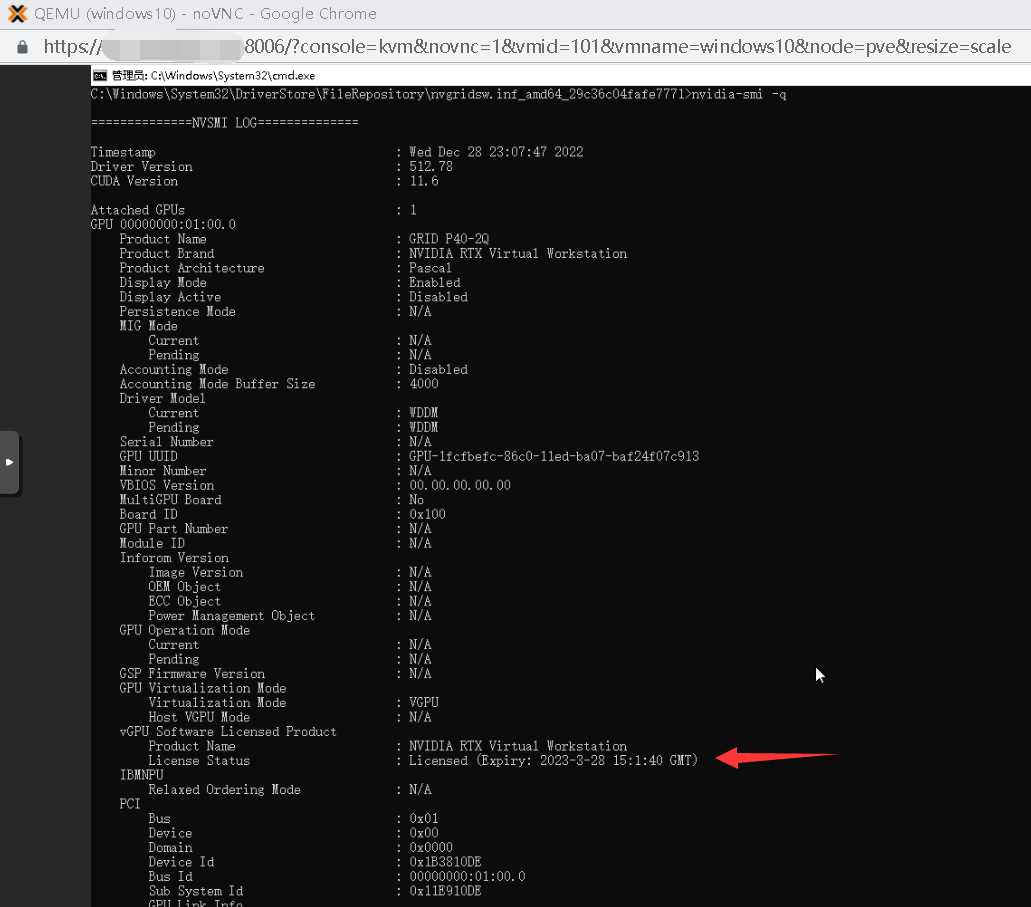 QEMU (windows10) - noVNC - Google Chrome
https://
8006/?console=kvm&novnc=1&vmid=101&vmname=windows10&node=pve&resize=scale
管理员: C:\Windows\System32\cmd.exe
C:\Windows\System32\DriverStore\FileRepository\nvgridsw.inf_amd64_29c36c04fafe7771>nvidia-smi -q
==============NVSMI LOG==============
Timestamp : Wed Dec 28 23:07:47 2022
Driver Version : 512.78
CUDA Version : 11.6
Attached GPUs : 1
GPU 00000000:01:00.0
Product Name : GRID P40-2Q
Product Brand : NVIDIA RTX Virtual Workstation
Product Architecture : Pascal
Display Mode : Enabled
Display Active : Disabled
Persistence Mode : N/A
MIG Mode
Current : N/A
Pending : N/A
Accounting Mode : Disabled
Accounting Mode Buffer Size : 4000
Driver Model
Current : WDDM
Pending : WDDM
Serial Number : N/A
GPU UUID : GPU-1fcfbefc-86c0-11ed-ba07-baf24f07c913
Minor Number : N/A
VBIOS Version : 00.00.00.00.00
MultiGPU Board : No
Board ID : 0x100
GPU Part Number : N/A
Module ID : N/A
Inforom Version
Image Version : N/A
OEM Object : N/A
ECC Object : N/A
Power Management Object : N/A
GPU Operation Mode
Current : N/A
Pending : N/A
GSP Firmware Version : N/A
GPU Virtualization Mode
Virtualization Mode : VGPU
Host VGPU Mode : N/A
vGPU Software Licensed Product
Product Name : NVIDIA RTX Virtual Workstation
License Status : Licensed (Expiry: 2023-3-28 15:1:40 GMT)
IBMNPU
Relaxed Ordering Mode : N/A
PCI
Bus : 0x01
Device : 0x00
Domain : 0x0000
Device Id : 0x1B3810DE
Bus Id : 00000000:01:00.0
Sub System Id : 0x11E910DE
GPU Link Info